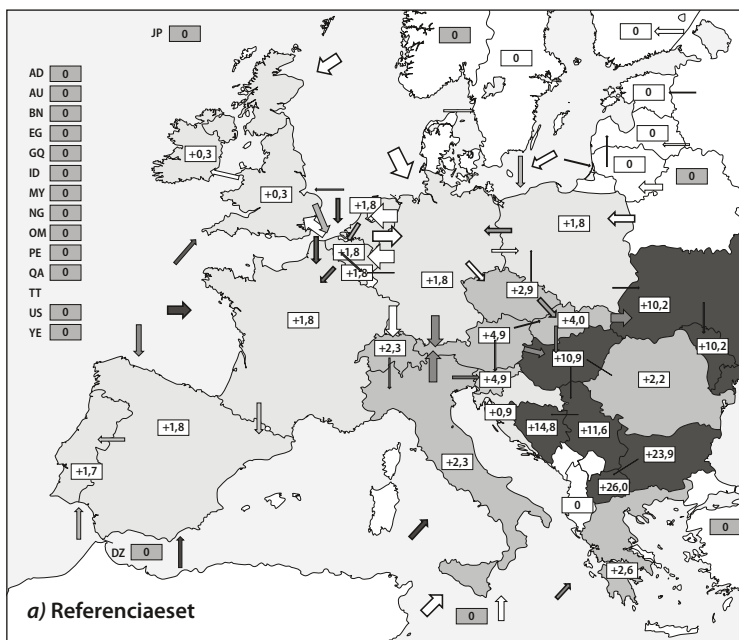 JP 0
AD 0
AU 0
BN 0
EG 0
GQ 0
ID 0
MY 0
NG 0
OM 0
PE 0
QA 0
TT
US 0
YE 0
0
0
0
0
0
0
0
+0,3
+0,3
+1,8
+1,8
+1,8
+1,8
+1,8
+1,8
+2,9
+10,2
+4,0
+10,2
+4,9
+2,3
+10,9
+4,9
+2,2
+0,9
+14,8
+11,6
+23,9
+1,8
+1,7
+2,3
+26,0
0
0
DZ 0
+2,6
0
a) Referenciaeset